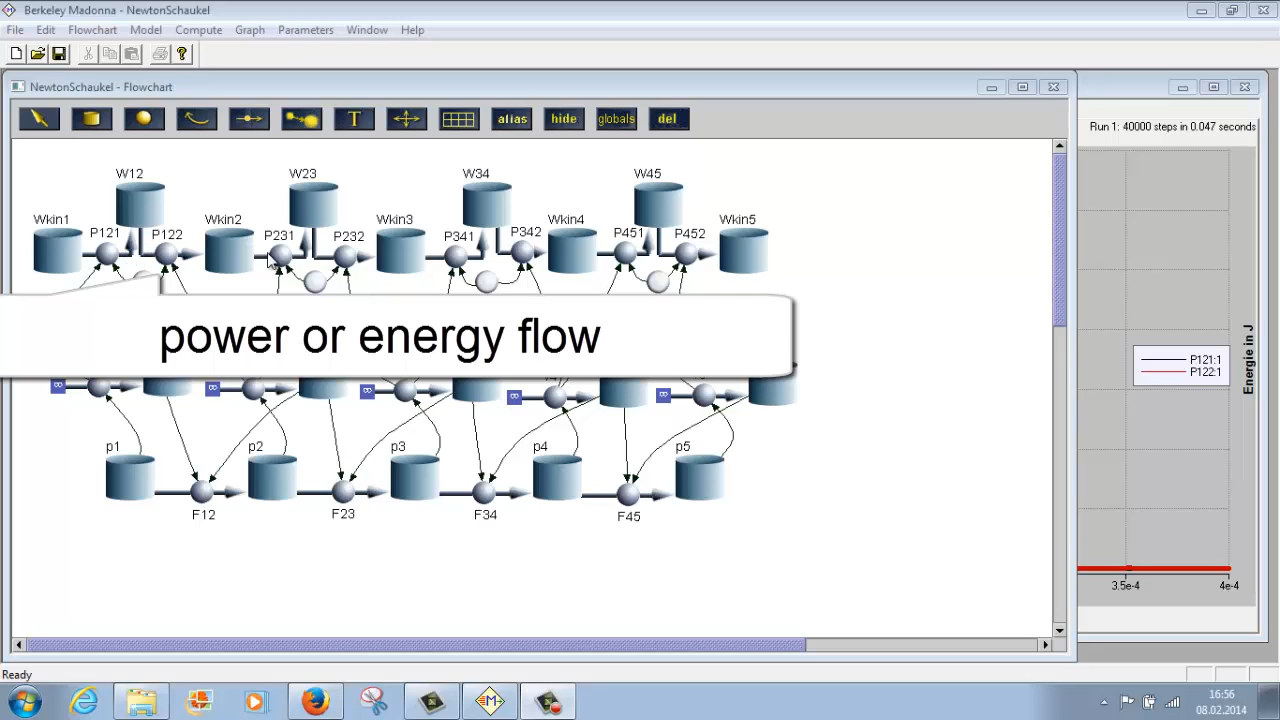 Berkeley Madonna - NewtonSchaukel
File Edit Flowchart Model Compute Graph Parameters Window Help
NewtonSchaukel - Flowchart
T alias hide globals del
Run 1: 40000 steps in 0.047 seconds
W12 W23 W34 W45
Wkin1 Wkin2 Wkin3 Wkin4 Wkin5
P121 P122 P231 P232 P341 P342 P451 P452
power or energy flow
Energie in J
P121:1
P122:1
p1 p2 p3 p4 p5
F12 F23 F34 F45
3.5e-4 4e-4
Ready
16:56
08.02.2014